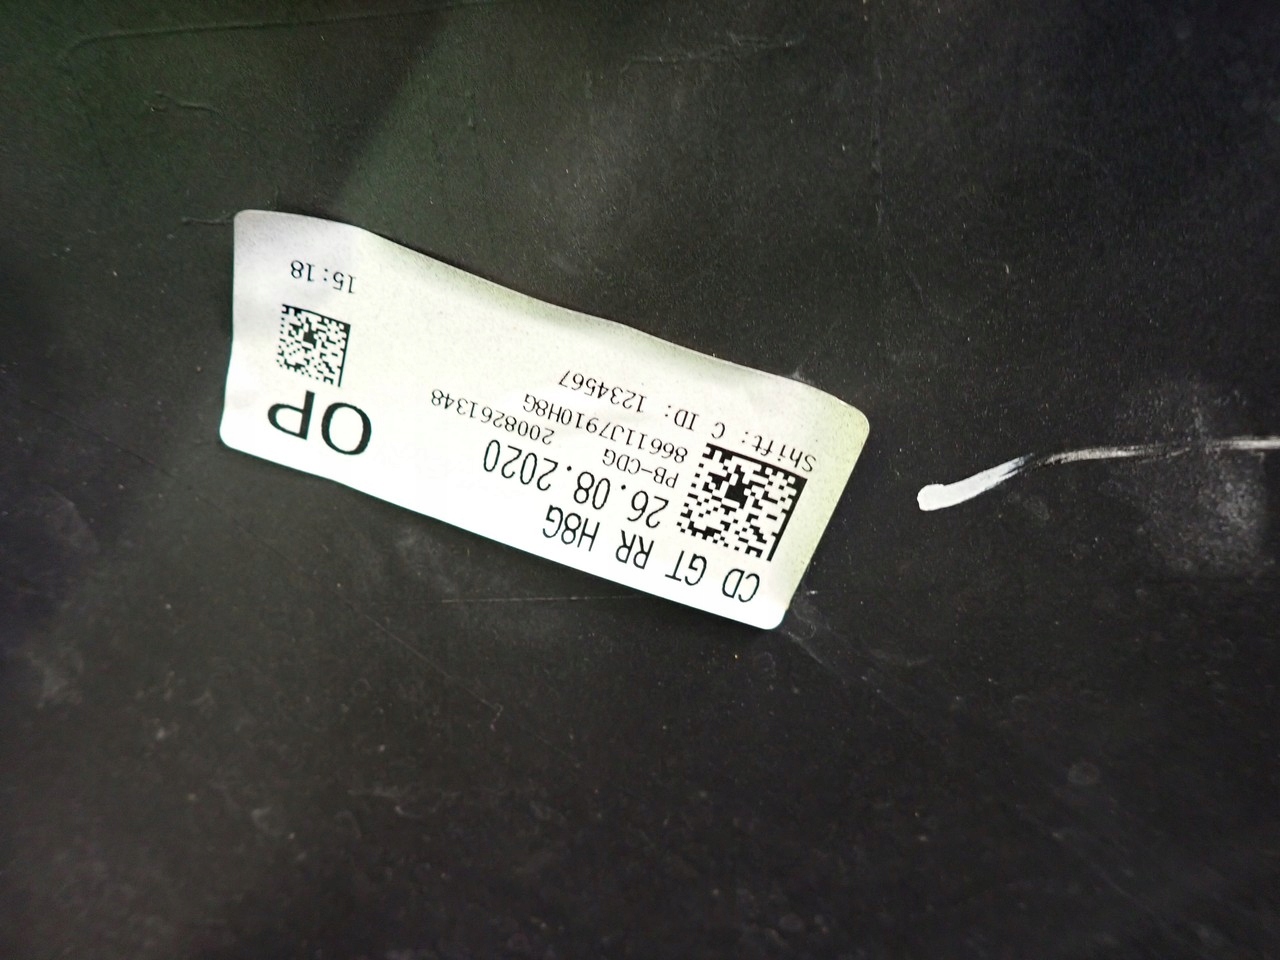 CD GT RR H8G
OP
26.08.2020
PB-CDG
2008261348
86611J7910H8G
Shift: C ID: 1234567
15:18